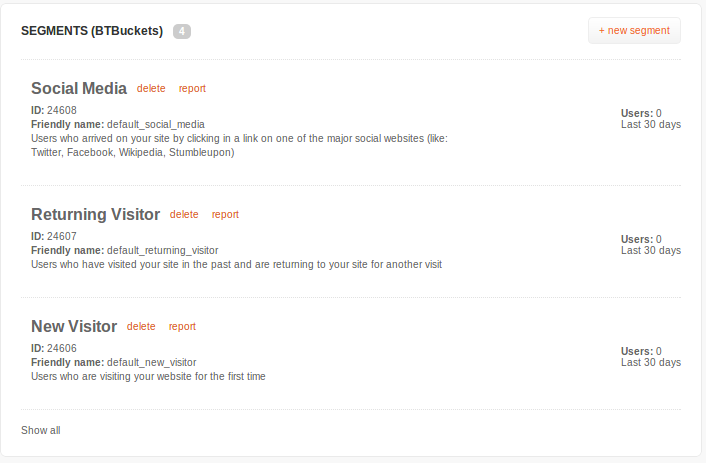 SEGMENTS (BTBuckets) 4 + new segment
Social Media delete report
ID: 24608
Users: 0
Friendly name: default_social_media
Last 30 days
Users who arrived on your site by clicking in a link on one of the major social websites (like:
Twitter, Facebook, Wikipedia, Stumbleupon)
Returning Visitor delete report
ID: 24607
Users: 0
Friendly name: default_returning_visitor
Last 30 days
Users who have visited your site in the past and are returning to your site for another visit
New Visitor delete report
ID: 24606
Users: 0
Friendly name: default_new_visitor
Last 30 days
Users who are visiting your website for the first time
Show all